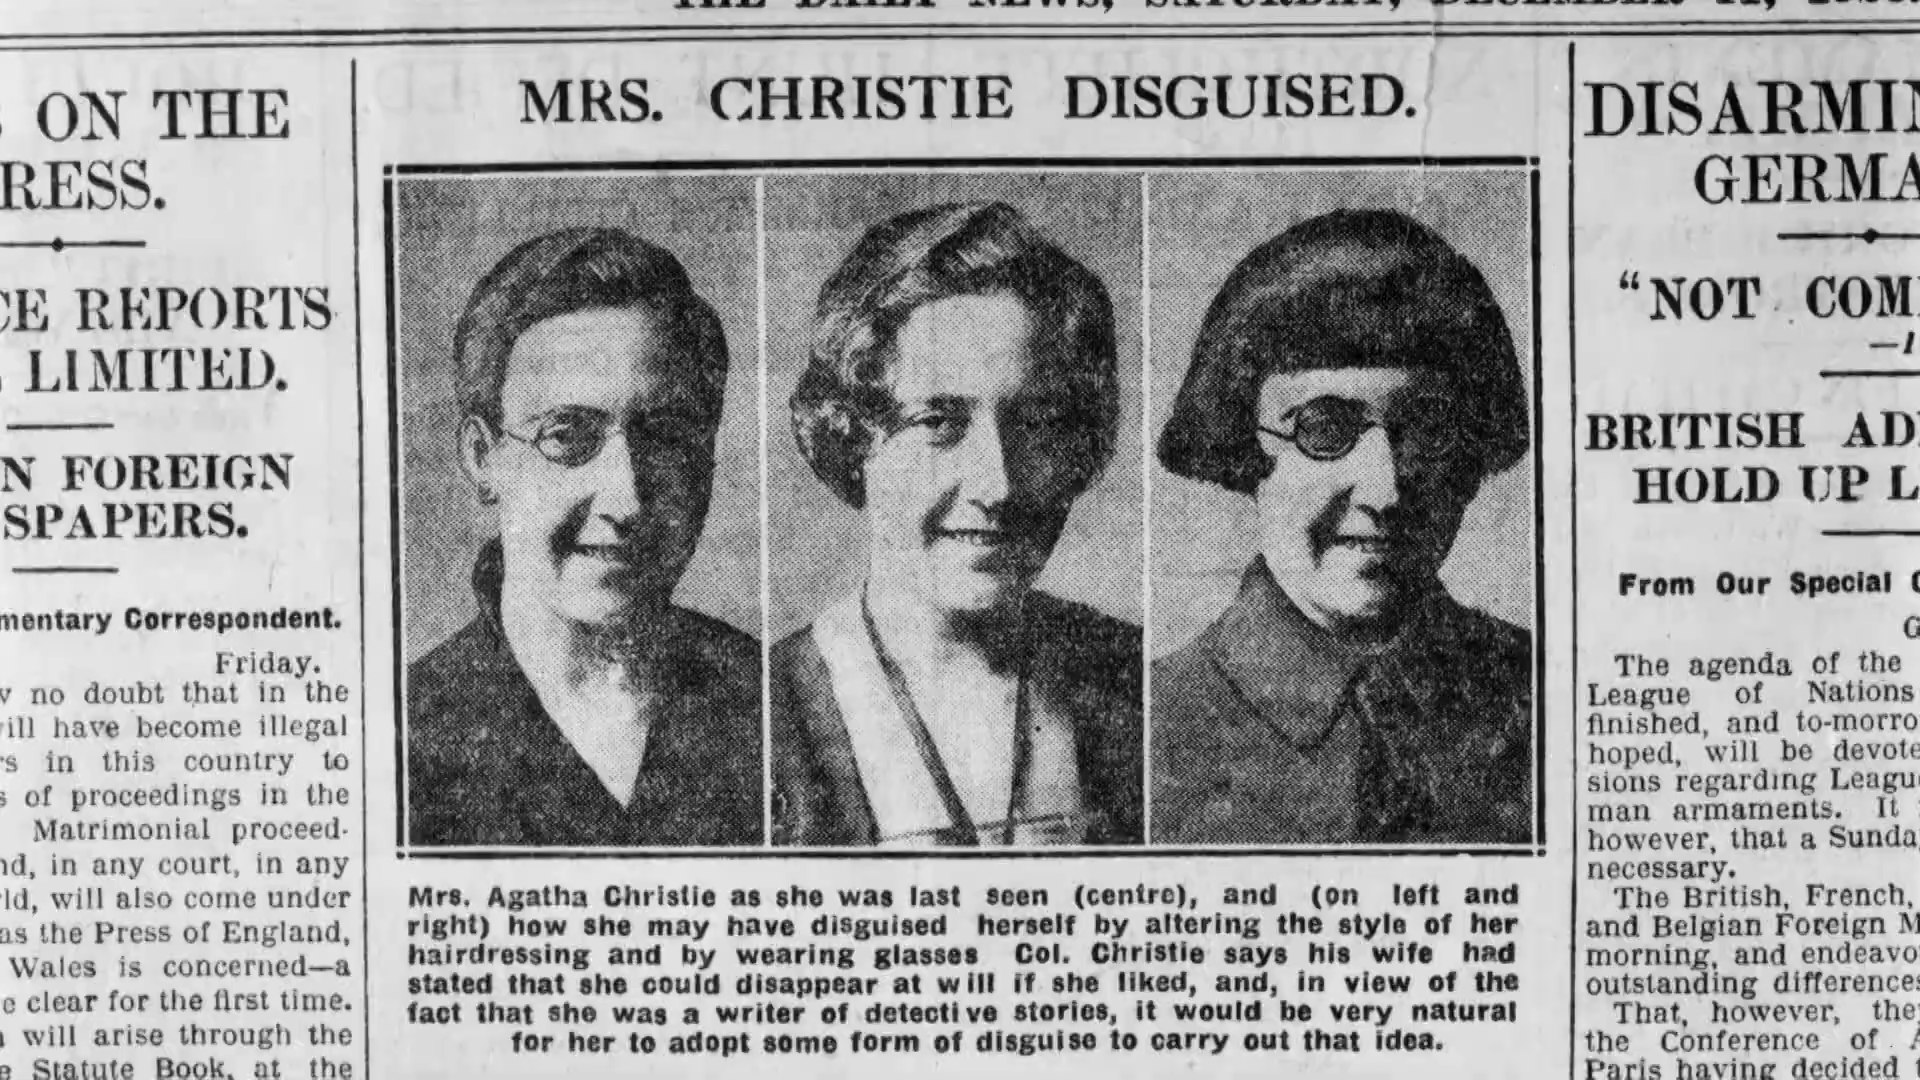 THE DAILY NEWS, SATURDAY, DECEMBER 11,
ON THE
RESS.
CE REPORTS
LIMITED.
N FOREIGN
SPAPERS.
mentary Correspondent.
Friday.
no doubt that in the
will have become illegal
rs in this country to
s of proceedings in the
Matrimonial proceed-
nd, in any court, in any
rld, will also come under
as the Press of England,
Wales is concerned—a
e clear for the first time.
will arise through the
Statute Book, at the
MRS. CHRISTIE DISGUISED.
Mrs. Agatha Christie as she was last seen (centre), and (on left and
right) how she may have disguised herself by altering the style of her
hairdressing and by wearing glasses Col. Christie says his wife had
stated that she could disappear at will if she liked, and, in view of the
fact that she was a writer of detective stories, it would be very natural
for her to adopt some form of disguise to carry out that idea.
DISARMIN
GERMA
“NOT COM
BRITISH AD
HOLD UP L
From Our Special
The agenda of the
League of Nations
finished, and to-morro
hoped, will be devote
sions regarding League
man armaments. It
however, that a Sunda
necessary.
The British, French,
and Belgian Foreign M
morning, and endeavo
outstanding differences
That, however, the
the Conference of A
Paris having decided t